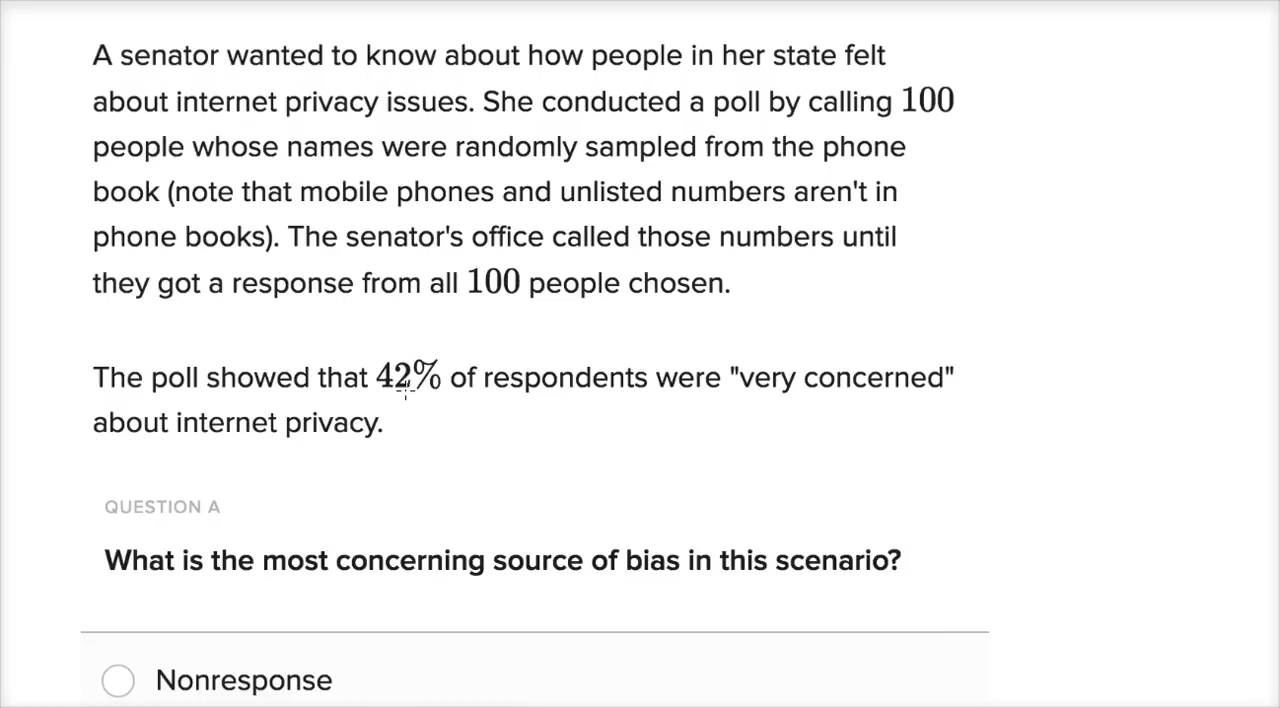 A senator wanted to know about how people in her state felt
about internet privacy issues. She conducted a poll by calling 100
people whose names were randomly sampled from the phone
book (note that mobile phones and unlisted numbers aren't in
phone books). The senator's office called those numbers until
they got a response from all 100 people chosen.
The poll showed that 42% of respondents were "very concerned"
about internet privacy.
QUESTION A
What is the most concerning source of bias in this scenario?
Nonresponse